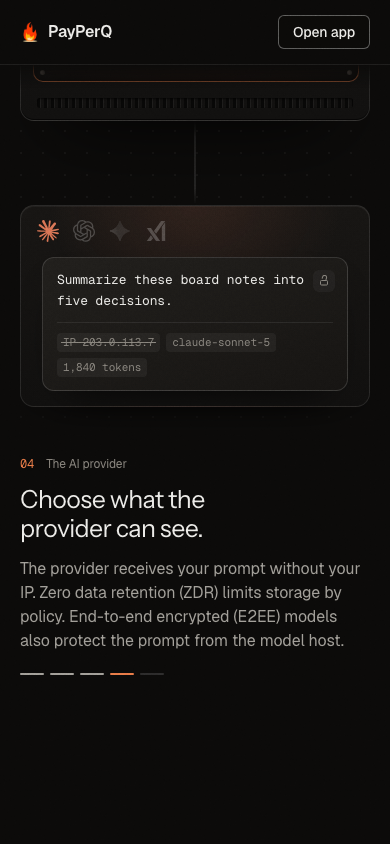 PayPerQ
Open app
Summarize these board notes into
five decisions.
IP 203.0.113.7
claude-sonnet-5
1,840 tokens
04 The AI provider
Choose what the
provider can see.
The provider receives your prompt without your
IP. Zero data retention (ZDR) limits storage by
policy. End-to-end encrypted (E2EE) models
also protect the prompt from the model host.